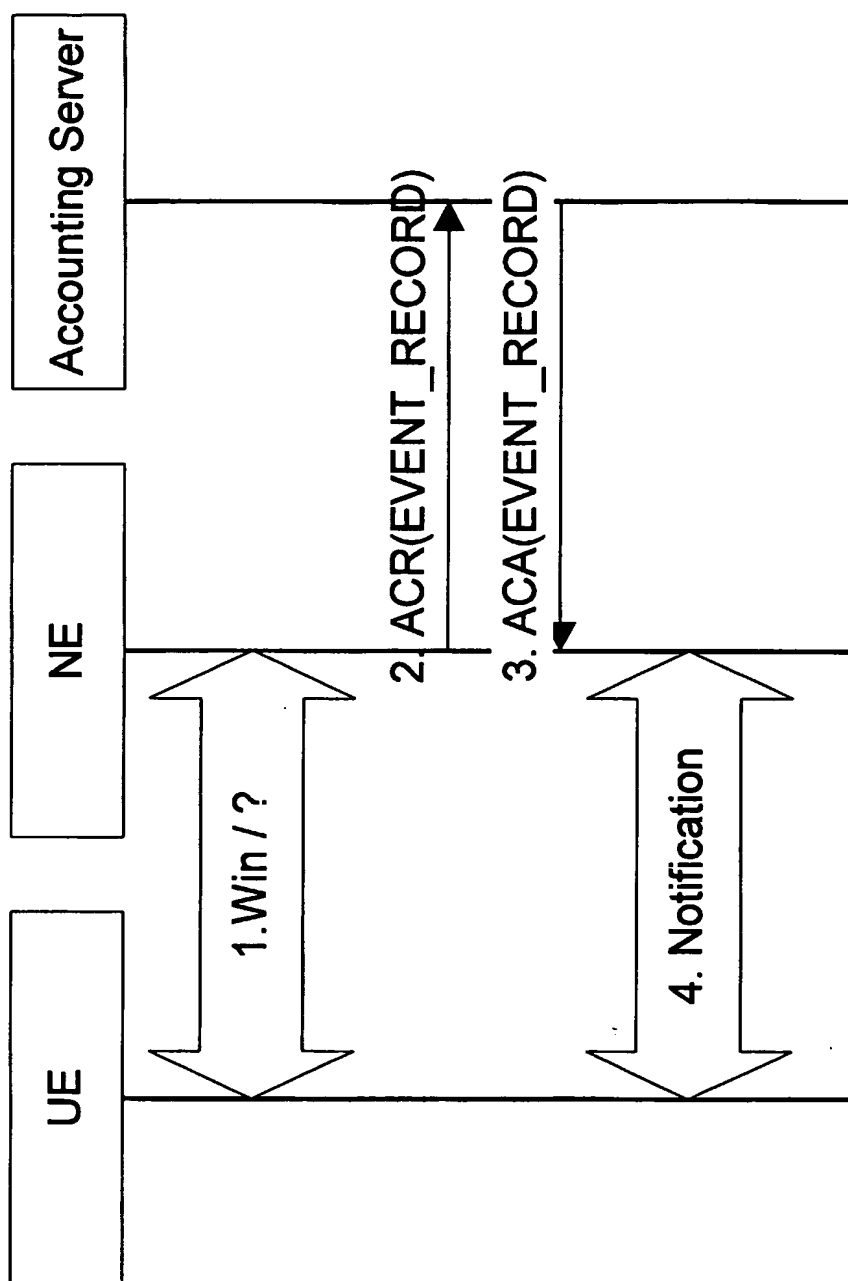 UE
NE
Accounting Server
1.Win / ?
2. ACR(EVENT_RECORD)
3. ACA(EVENT_RECORD)
4. Notification